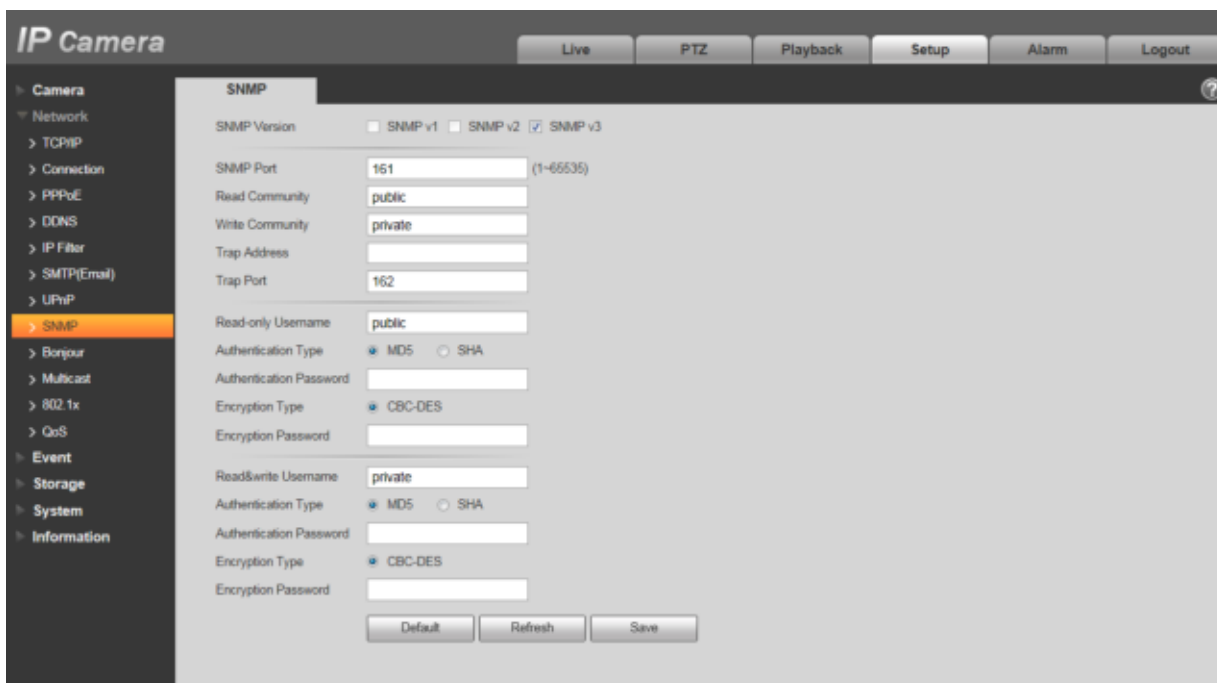 IP Camera
Live PTZ Playback Setup Alarm Logout
Camera
Network
> TCP/IP
> Connection
> PPPoE
> DDNS
> IP Filter
> SMTP(Email)
> UPnP
> SNMP
> Bonjour
> Multicast
> 802.1x
> QoS
Event
Storage
System
Information
SNMP
?
SNMP Version SNMP v1 SNMP v2 SNMP v3
SNMP Port 161 (1~65535)
Read Community public
Write Community private
Trap Address
Trap Port 162
Read-only Username public
Authentication Type MD5 SHA
Authentication Password
Encryption Type CBC-DES
Encryption Password
Read&write Username private
Authentication Type MD5 SHA
Authentication Password
Encryption Type CBC-DES
Encryption Password
Default Refresh Save